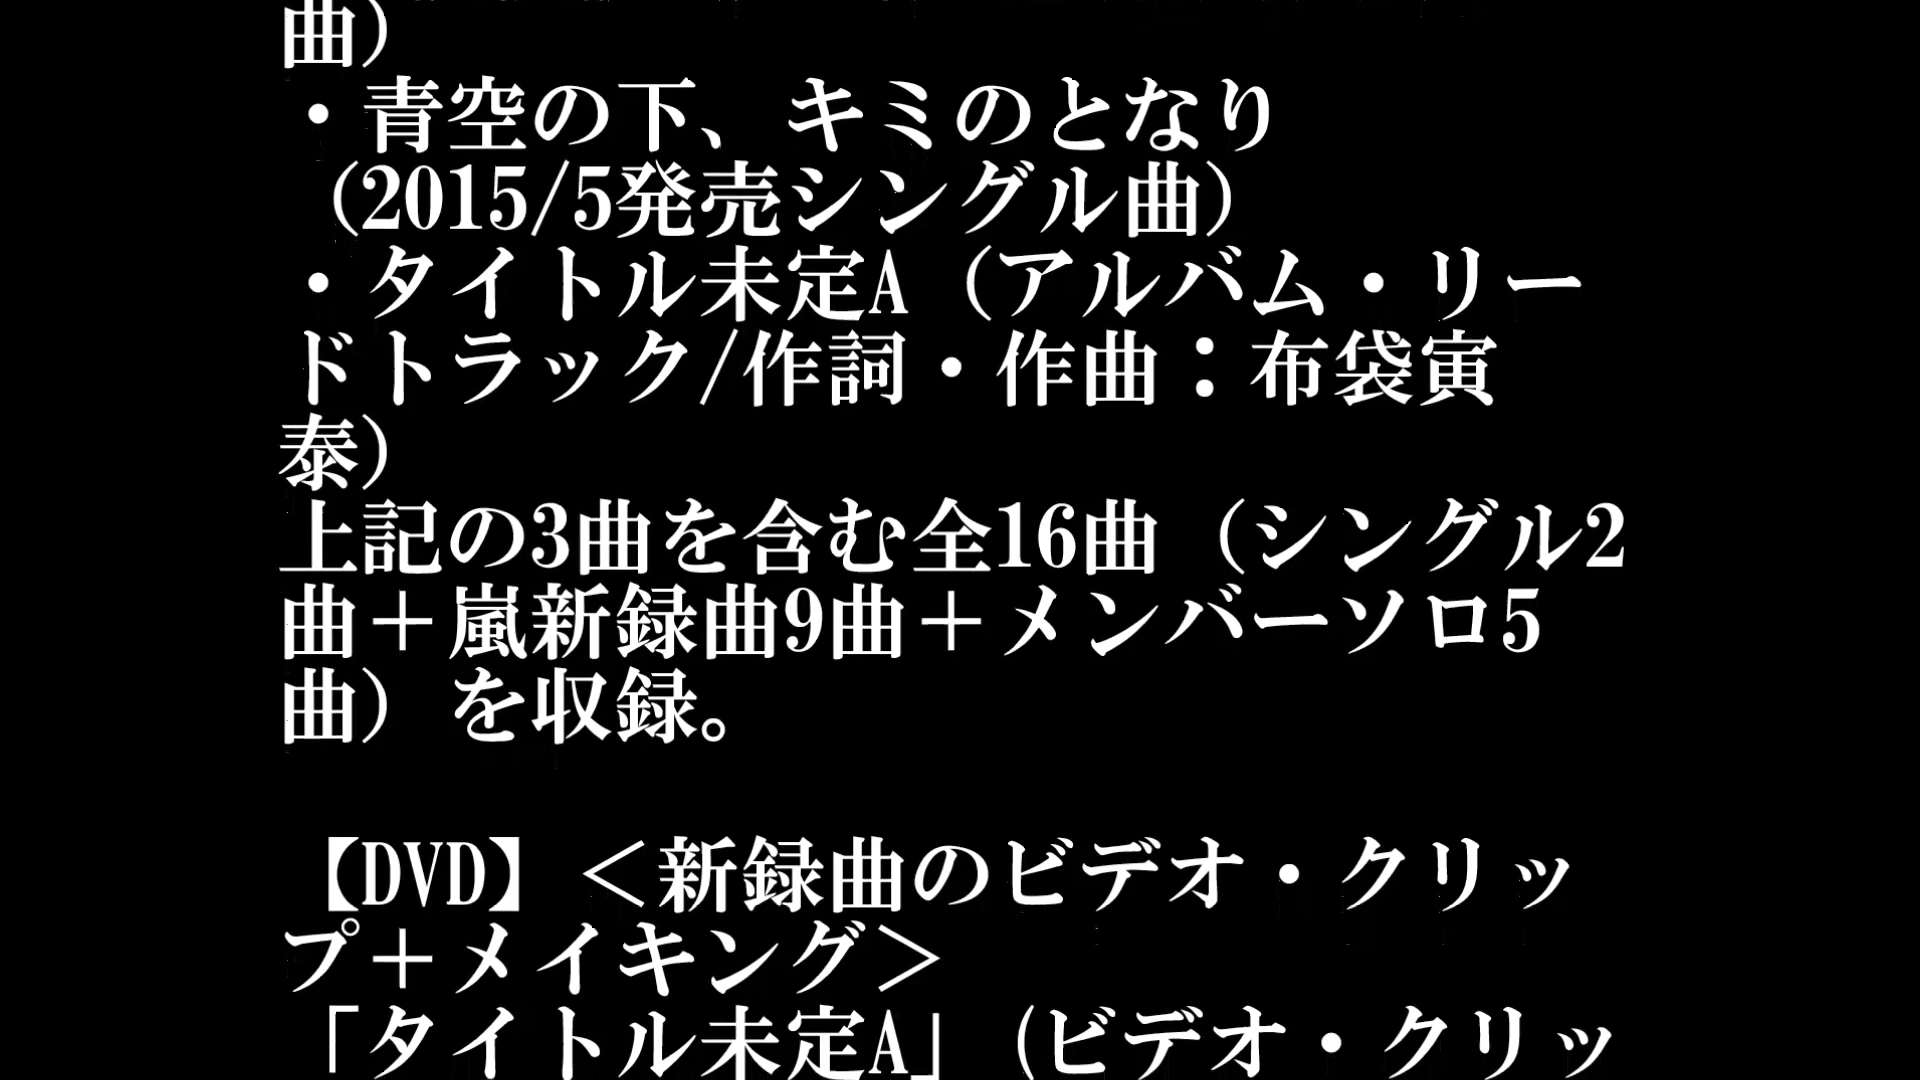 曲）
・青空の下、キミのとなり
（2015/5発売シングル曲）
・タイトル未定A（アルバム・リー
ドトラック/作詞・作曲：布袋寅
泰）
上記の3曲を含む全16曲（シングル2
曲＋嵐新録曲9曲＋メンバーソロ5
曲）を収録。
【DVD】＜新録曲のビデオ・クリッ
プ＋メイキング＞
「タイトル未定A」（ビデオ・クリッ